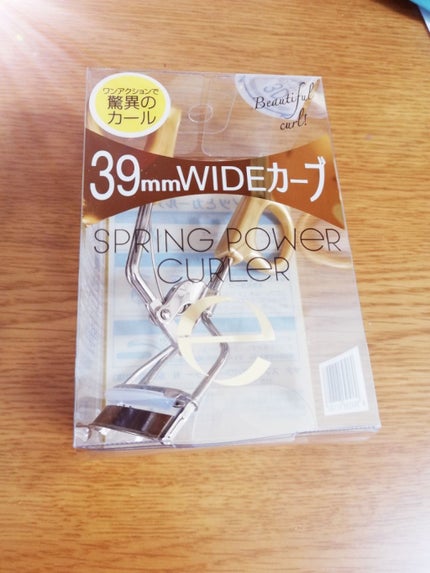 ワンアクションで
驚異の
カール
Beautiful
curl!
39mmWIDEカーブ
SPRING POWER
CURLER
e